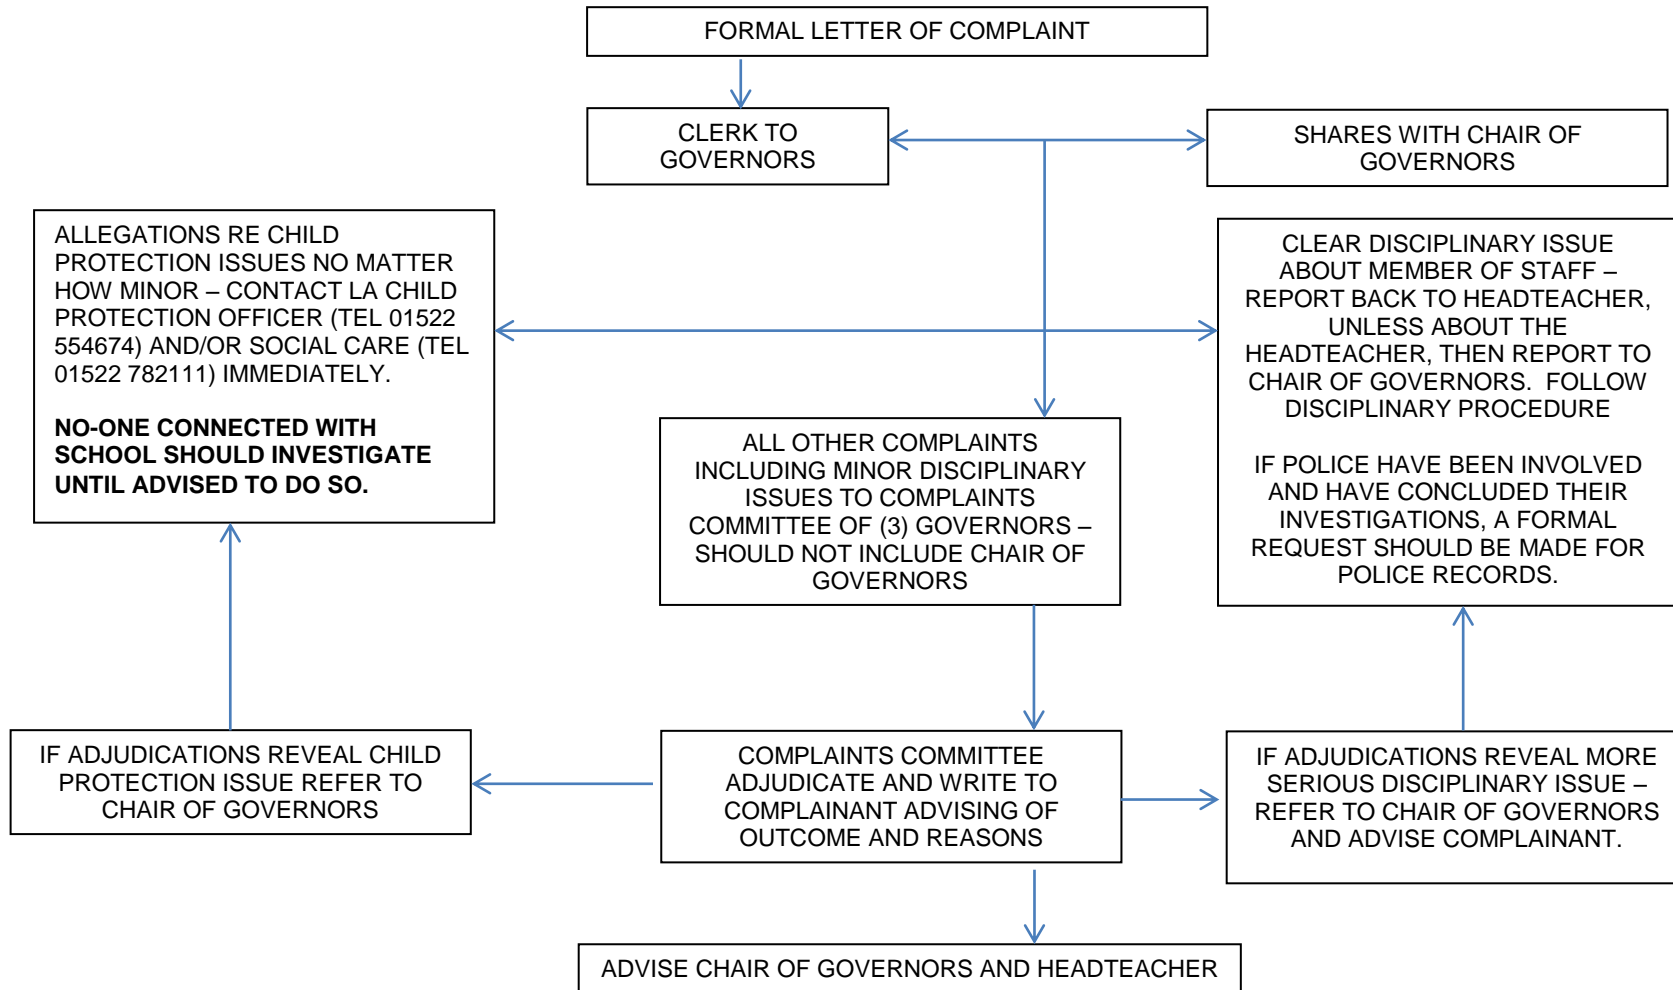 FORMAL LETTER OF COMPLAINT
CLERK TO
GOVERNORS
SHARES WITH CHAIR OF
GOVERNORS
ALLEGATIONS RE CHILD
PROTECTION ISSUES NO MATTER
HOW MINOR – CONTACT LA CHILD
PROTECTION OFFICER (TEL 01522
554674) AND/OR SOCIAL CARE (TEL
01522 782111) IMMEDIATELY.
NO-ONE CONNECTED WITH
SCHOOL SHOULD INVESTIGATE
UNTIL ADVISED TO DO SO.
CLEAR DISCIPLINARY ISSUE
ABOUT MEMBER OF STAFF –
REPORT BACK TO HEADTEACHER,
UNLESS ABOUT THE
HEADTEACHER, THEN REPORT TO
CHAIR OF GOVERNORS.  FOLLOW
DISCIPLINARY PROCEDURE
IF POLICE HAVE BEEN INVOLVED
AND HAVE CONCLUDED THEIR
INVESTIGATIONS, A FORMAL
REQUEST SHOULD BE MADE FOR
POLICE RECORDS.
ALL OTHER COMPLAINTS
INCLUDING MINOR DISCIPLINARY
ISSUES TO COMPLAINTS
COMMITTEE OF (3) GOVERNORS –
SHOULD NOT INCLUDE CHAIR OF
GOVERNORS
IF ADJUDICATIONS REVEAL CHILD
PROTECTION ISSUE REFER TO
CHAIR OF GOVERNORS
COMPLAINTS COMMITTEE
ADJUDICATE AND WRITE TO
COMPLAINANT ADVISING OF
OUTCOME AND REASONS
IF ADJUDICATIONS REVEAL MORE
SERIOUS DISCIPLINARY ISSUE –
REFER TO CHAIR OF GOVERNORS
AND ADVISE COMPLAINANT.
ADVISE CHAIR OF GOVERNORS AND HEADTEACHER